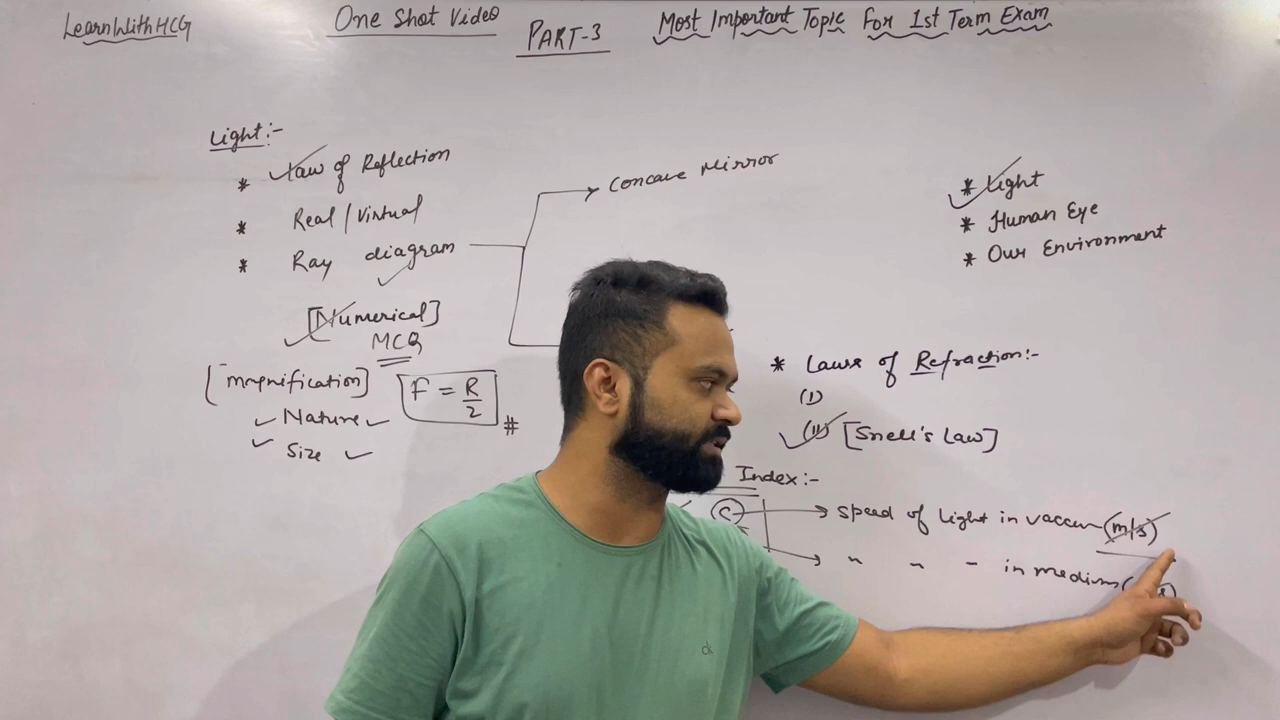 LearnWithHCG
One Shot Video
PART-3
Most Important Topic For 1st Term Exam
Light:-
* Law of Reflection
* Real/Virtual
* Ray diagram
[Numerical]
MCQ
[magnification]
Nature
Size
F = R/2
#
Concave Mirror
* Light
* Human Eye
* Our Environment
* Laws of Refraction:-
(I)
(II) [Snell's Law]
Index:-
C → speed of light in vaccum (m/s)
→ " " " in medium (
ck